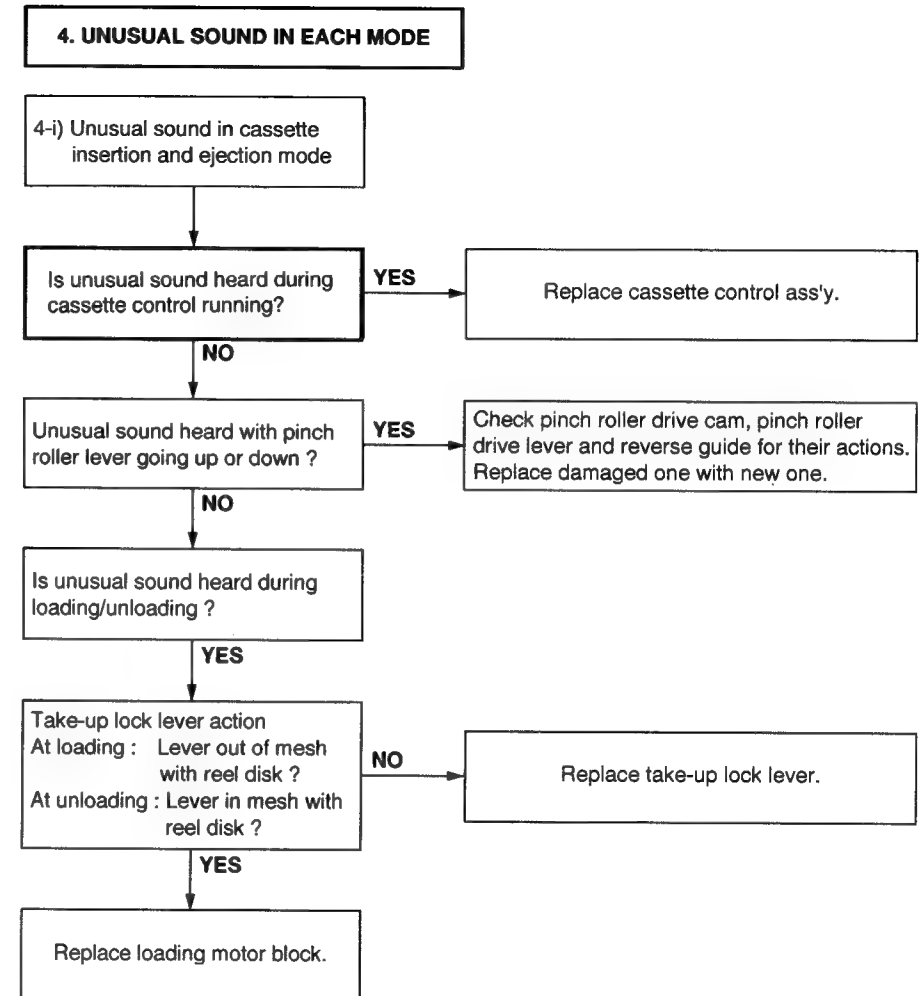 4. UNUSUAL SOUND IN EACH MODE
4-i) Unusual sound in cassette
insertion and ejection mode
Is unusual sound heard during
cassette control running?
YES
Replace cassette control ass'y.
NO
Unusual sound heard with pinch
roller lever going up or down ?
YES
Check pinch roller drive cam, pinch roller
drive lever and reverse guide for their actions.
Replace damaged one with new one.
NO
Is unusual sound heard during
loading/unloading ?
YES
Take-up lock lever action
At loading : Lever out of mesh
with reel disk ?
At unloading : Lever in mesh with
reel disk ?
NO
Replace take-up lock lever.
YES
Replace loading motor block.